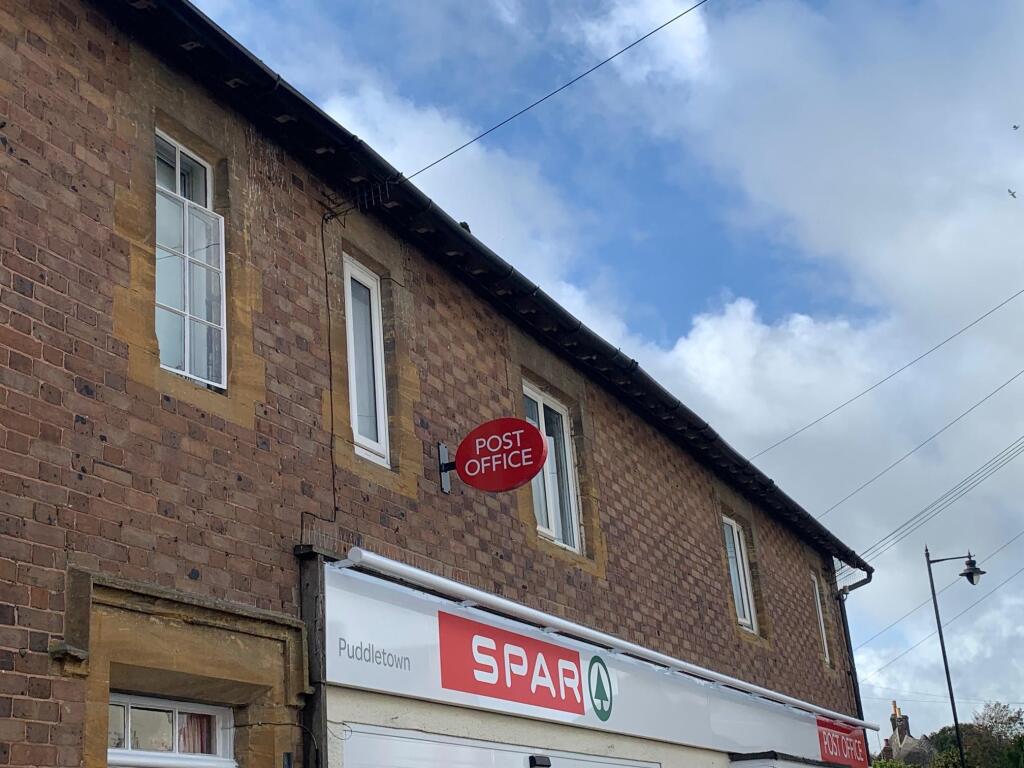 POST
OFFICE
Puddletown
SPAR
POST OFFICE